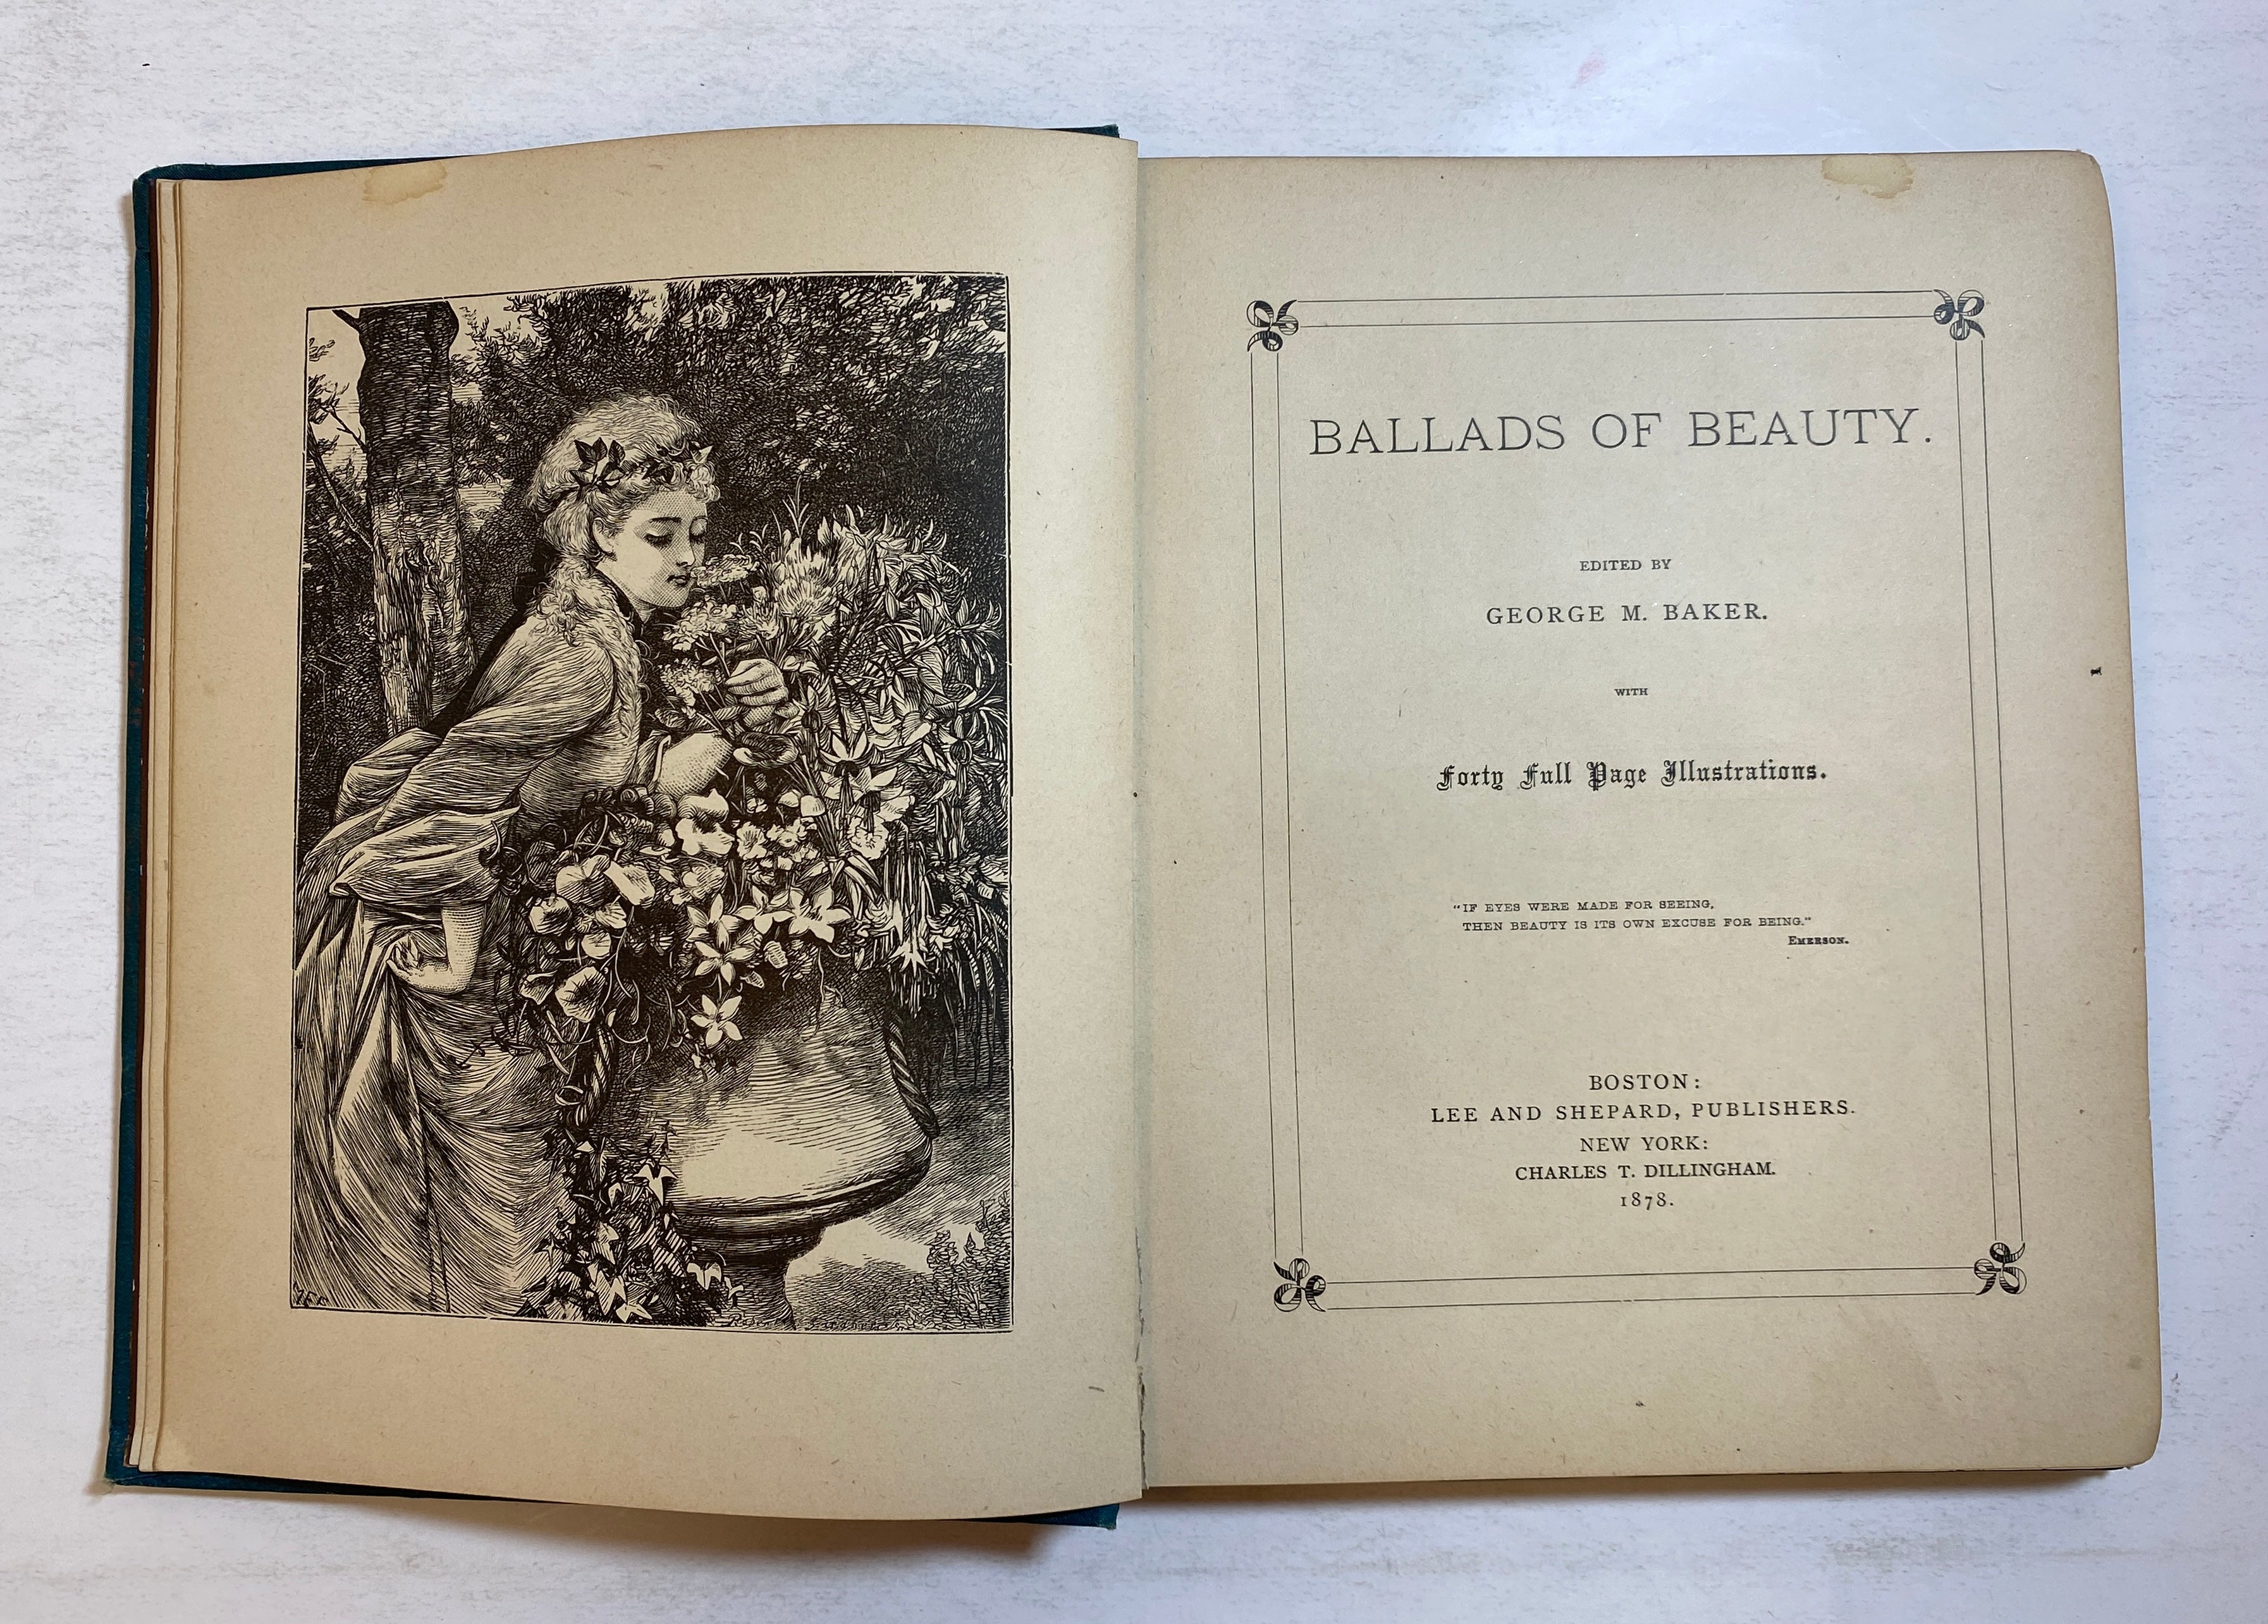 BALLADS OF BEAUTY.
EDITED BY
GEORGE M. BAKER.
WITH
Forty Full Page Illustrations.
"IF EYES WERE MADE FOR SEEING,
THEN BEAUTY IS ITS OWN EXCUSE FOR BEING."
EMERSON.
BOSTON:
LEE AND SHEPARD, PUBLISHERS.
NEW YORK:
CHARLES T. DILLINGHAM.
1878.